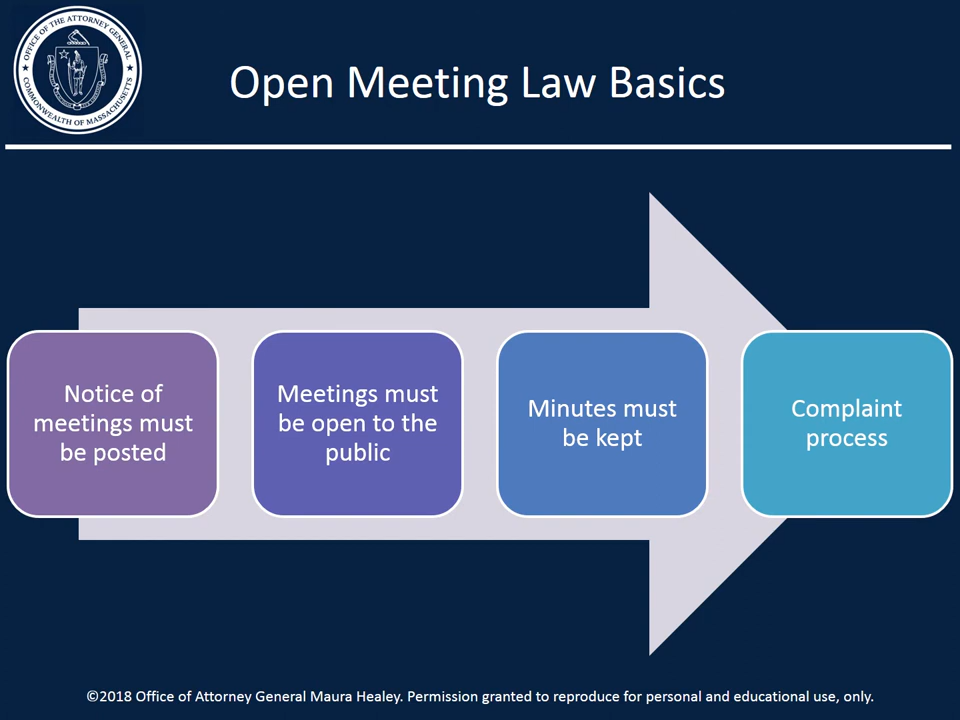 OFFICE OF THE ATTORNEY GENERAL
COMMONWEALTH OF MASSACHUSETTS
Open Meeting Law Basics
Notice of
meetings must
be posted
Meetings must
be open to the
public
Minutes must
be kept
Complaint
process
©2018 Office of Attorney General Maura Healey. Permission granted to reproduce for personal and educational use, only.